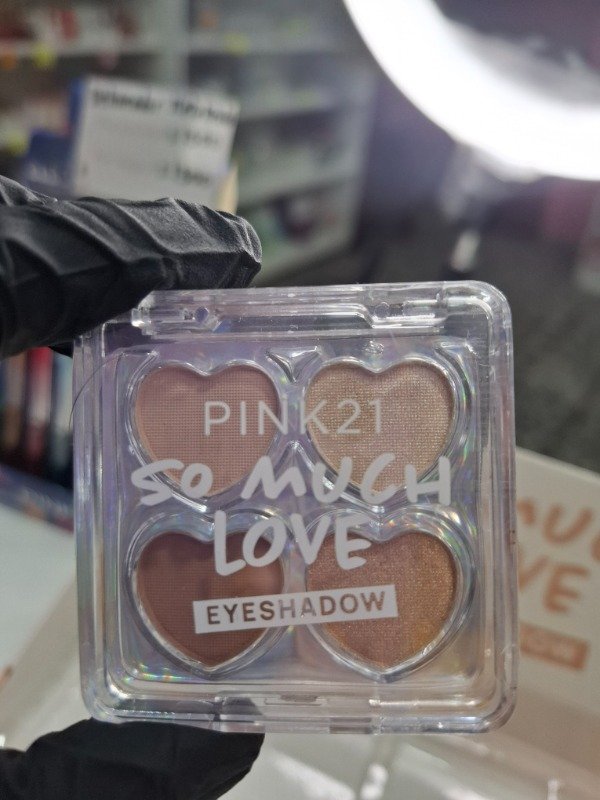 PINK21
SO MUCH
LOVE
EYESHADOW